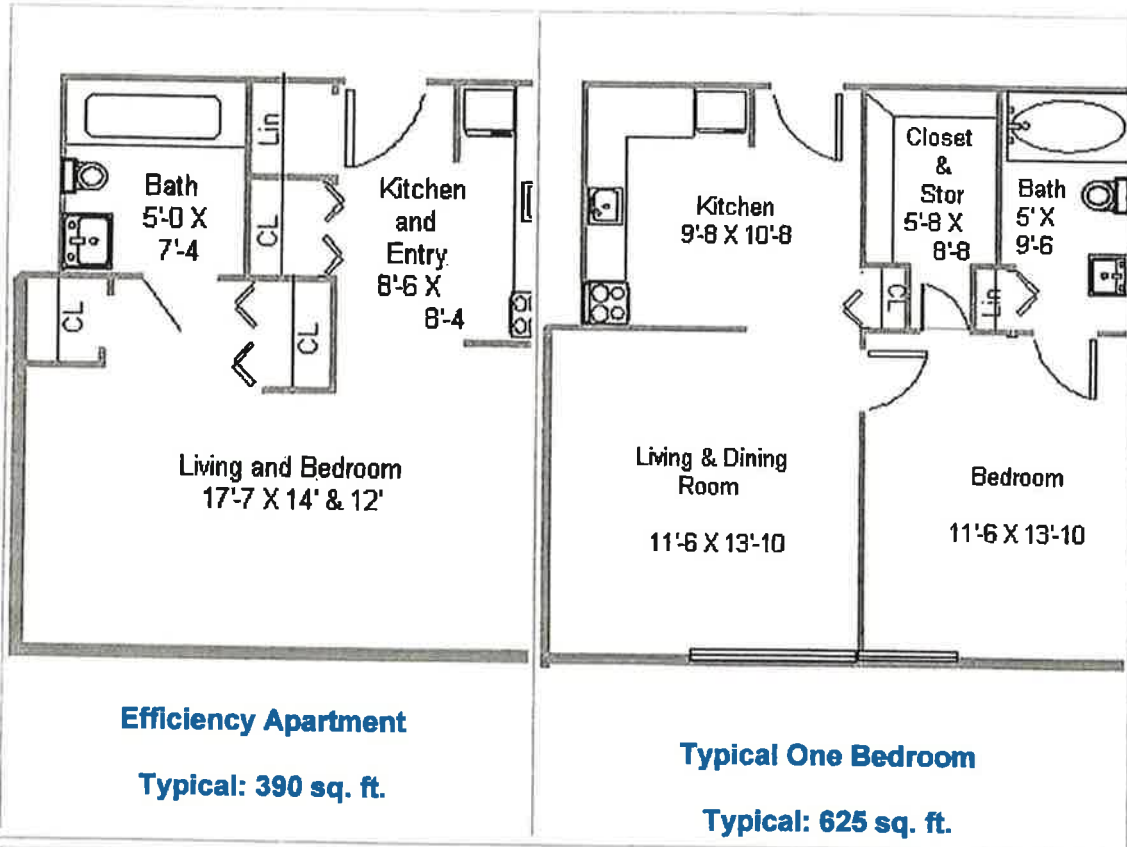 Lin
Bath
5'-0 X
7'-4
CL
Kitchen
and
Entry
8'-6 X
8'-4
CL
CL
Living and Bedroom
17'-7 X 14' & 12'
Efficiency Apartment
Typical: 390 sq. ft.
Closet
&
Stor
5'-8 X
8'-8
Bath
5' X
9'-6
Kitchen
9'-8 X 10'-8
CL
Lin
Living & Dining
Room
11'-6 X 13'-10
Bedroom
11'-6 X 13'-10
Typical One Bedroom
Typical: 625 sq. ft.